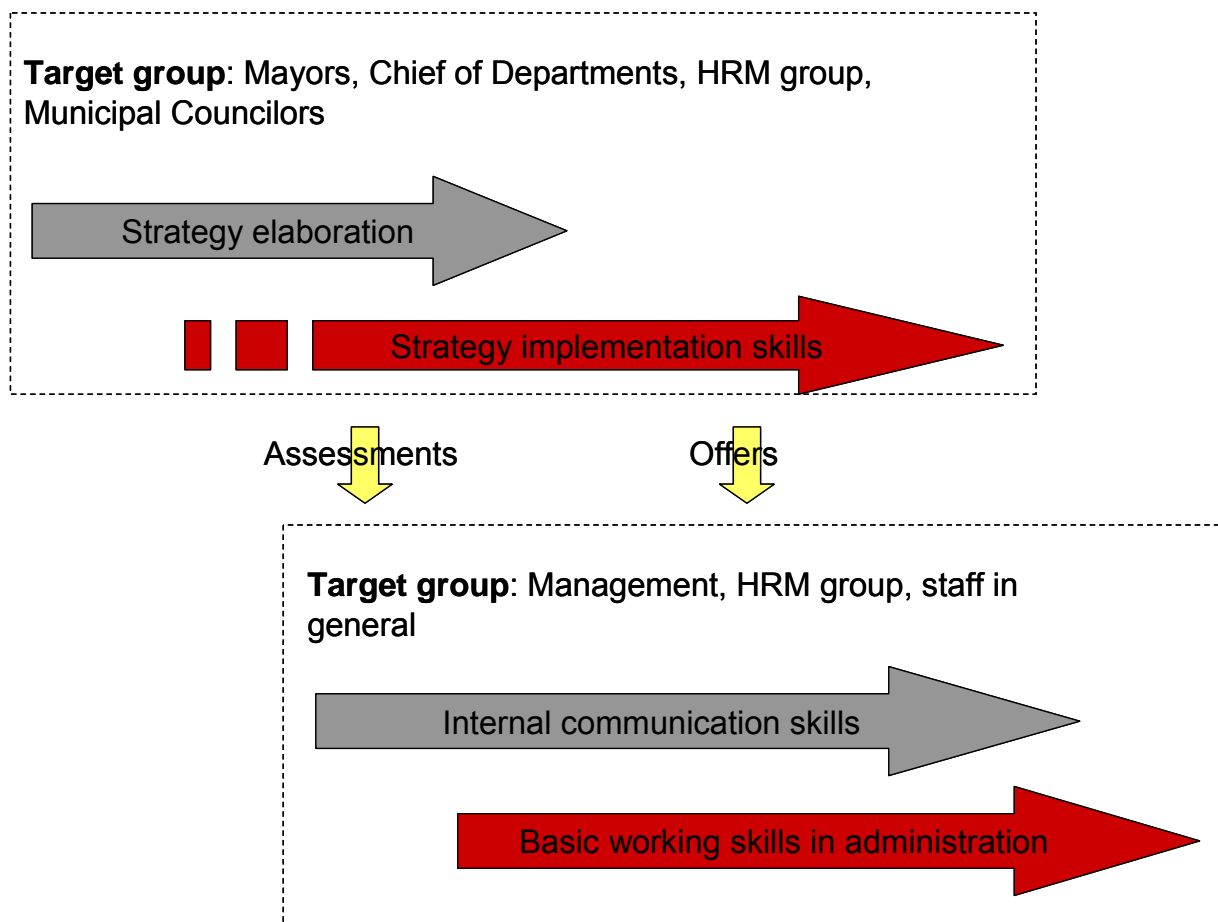 Target group: Mayors, Chief of Departments, HRM group,
Municipal Councilors
Strategy elaboration
Strategy implementation skills
Assessments
Offers
Target group: Management, HRM group, staff in
general
Internal communication skills
Basic working skills in administration